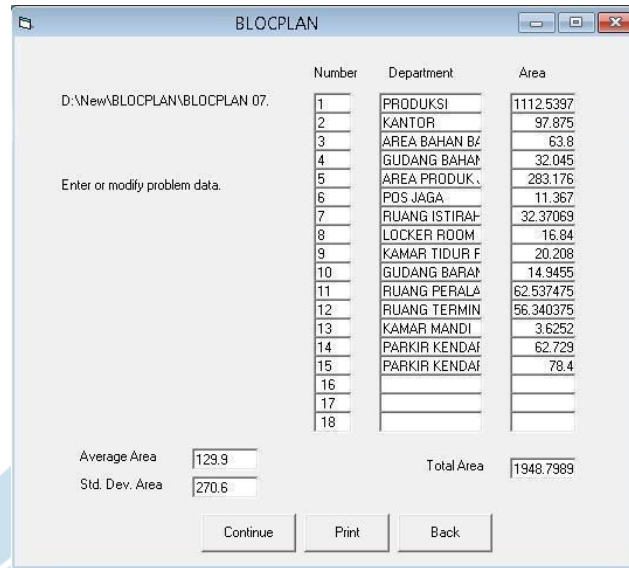 BLOCPLAN
Number Department Area
D:\New\BLOCPLAN\BLOCPLAN 07.
1 PRODUKSI 1112.5397
2 KANTOR 97.875
3 AREA BAHAN BA 63.8
4 GUDANG BAHAN 32.045
Enter or modify problem data.
5 AREA PRODUK J 283.176
6 POS JAGA 11.367
7 RUANG ISTIRAH 32.37069
8 LOCKER ROOM 16.84
9 KAMAR TIDUR P 20.208
10 GUDANG BARAN 14.9455
11 RUANG PERALA 62.537475
12 RUANG TERMIN 56.340375
13 KAMAR MANDI 3.6252
14 PARKIR KENDAR 62.729
15 PARKIR KENDAR 78.4
16
17
18
Average Area 129.9
Total Area 1948.7989
Std. Dev. Area 270.6
Continue Print Back